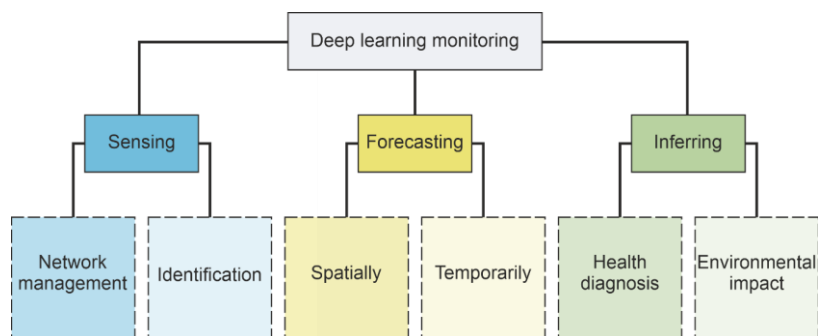 Deep learning monitoring
Sensing
Forecasting
Inferring
Network
management
Identification
Spatially
Temporarily
Health
diagnosis
Environmental
impact